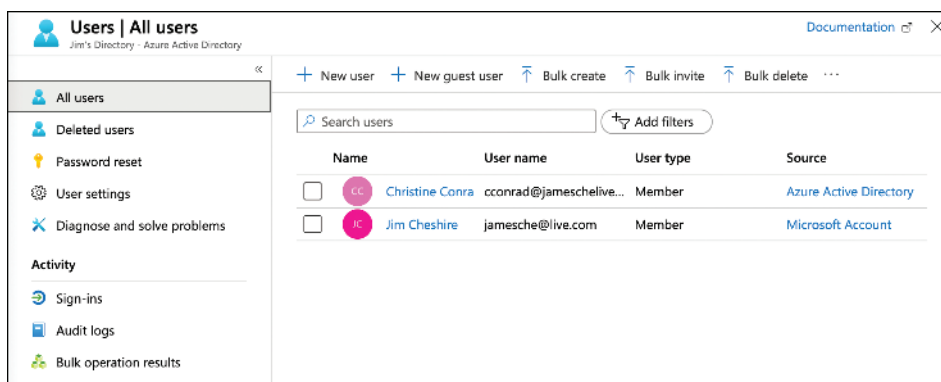 Users | All users
Jim's Directory - Azure Active Directory
Documentation
«
All users
Deleted users
Password reset
User settings
Diagnose and solve problems
Activity
Sign-ins
Audit logs
Bulk operation results
+ New user + New guest user Bulk create Bulk invite Bulk delete ...
Search users Add filters
Name User name User type Source
CC Christine Conra cconrad@jameschelive... Member Azure Active Directory
JC Jim Cheshire jamesche@live.com Member Microsoft Account